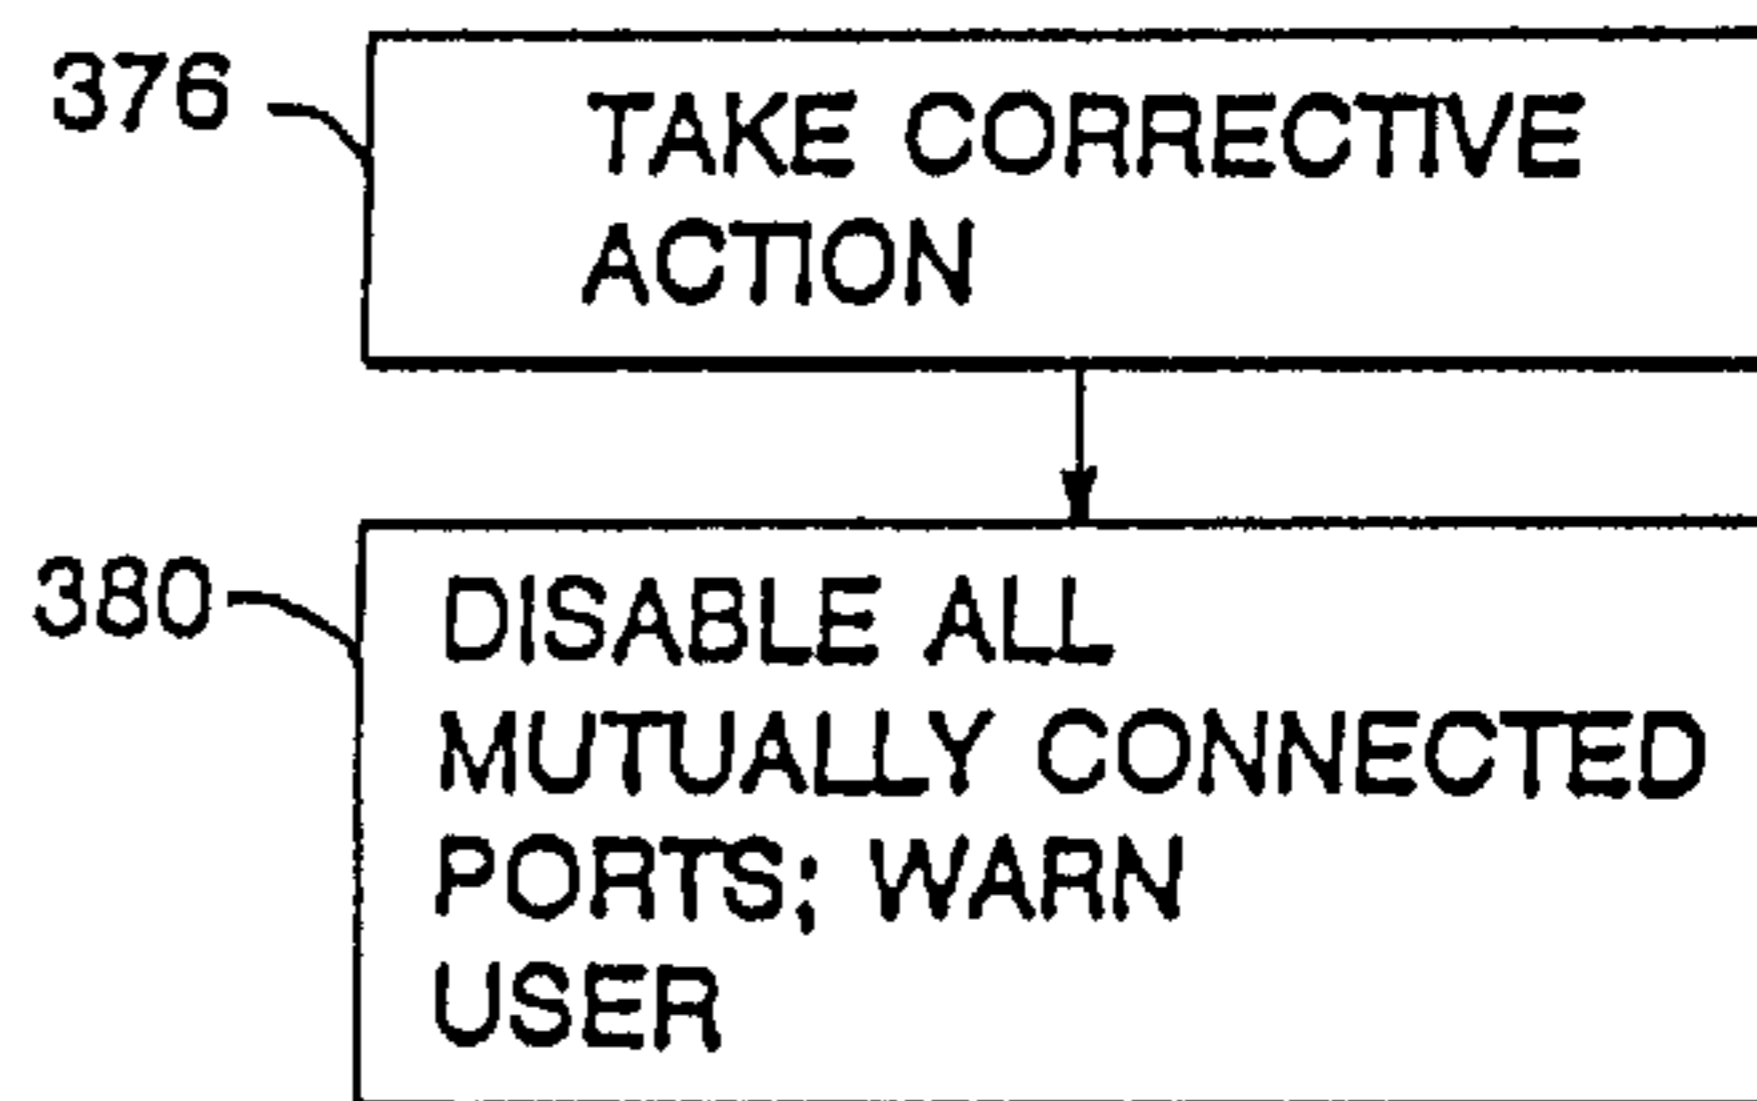 376
TAKE CORRECTIVE
ACTION
380
DISABLE ALL
MUTUALLY CONNECTED
PORTS; WARN
USER